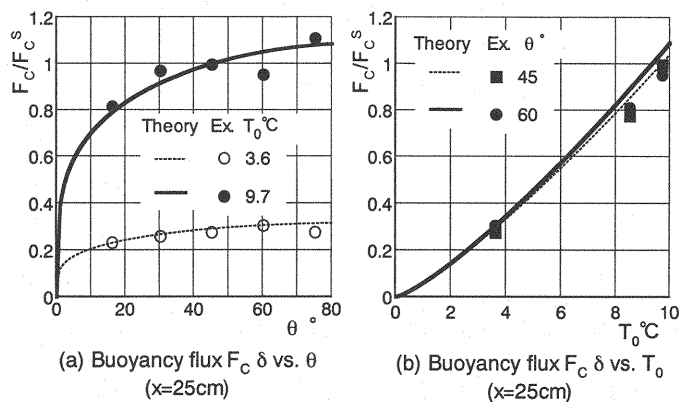 (a)
1.2
1
0.8
0.6
0.4
0.2
0
F_C/F_C^S
Theory Ex. T_0°C
3.6
9.7
0 20 40 60 80
θ °
(a) Buoyancy flux F_C δ vs. θ
(x=25cm)
(b)
1.2
1
0.8
0.6
0.4
0.2
0
F_C/F_C^S
Theory Ex. θ °
45
60
0 2 4 6 8 10
T_0°C
(b) Buoyancy flux F_C δ vs. T_0
(x=25cm)